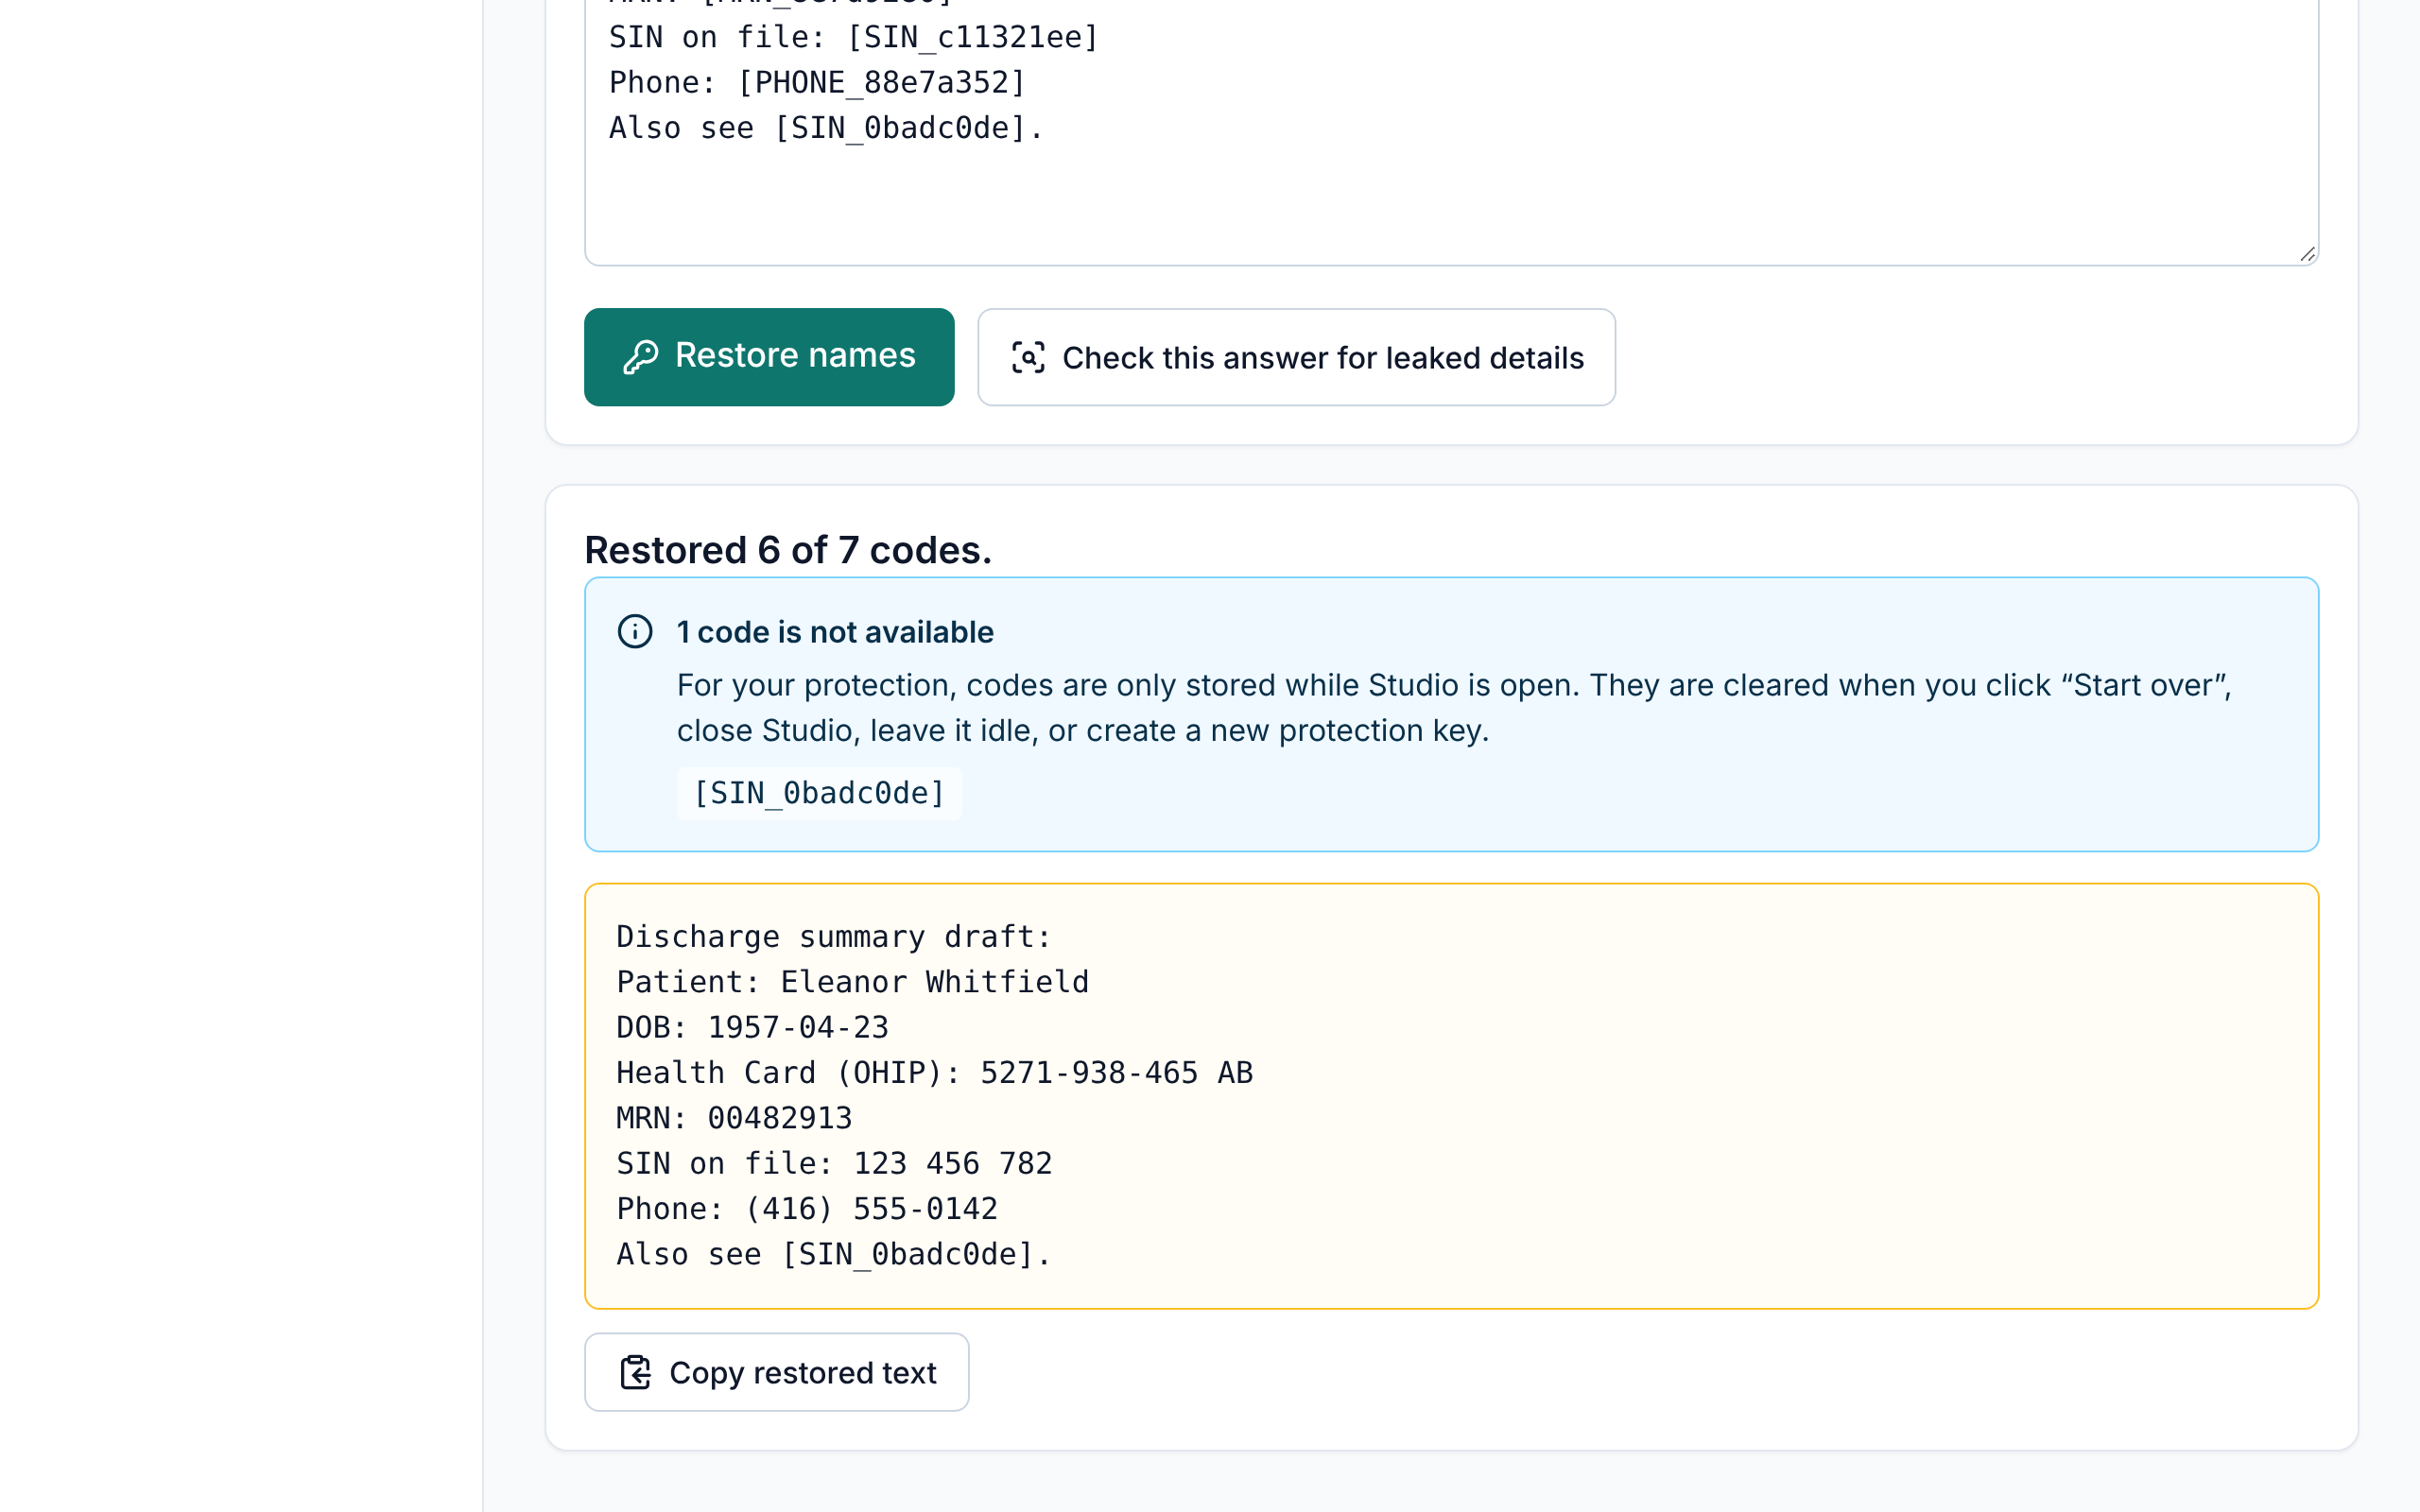 SIN on file: [SIN_c11321ee]
Phone: [PHONE_88e7a352]
Also see [SIN_0badc0de].
Restore names
Check this answer for leaked details
Restored 6 of 7 codes.
1 code is not available
For your protection, codes are only stored while Studio is open. They are cleared when you click “Start over”,
close Studio, leave it idle, or create a new protection key.
[SIN_0badc0de]
Discharge summary draft:
Patient: Eleanor Whitfield
DOB: 1957-04-23
Health Card (OHIP): 5271-938-465 AB
MRN: 00482913
SIN on file: 123 456 782
Phone: (416) 555-0142
Also see [SIN_0badc0de].
Copy restored text